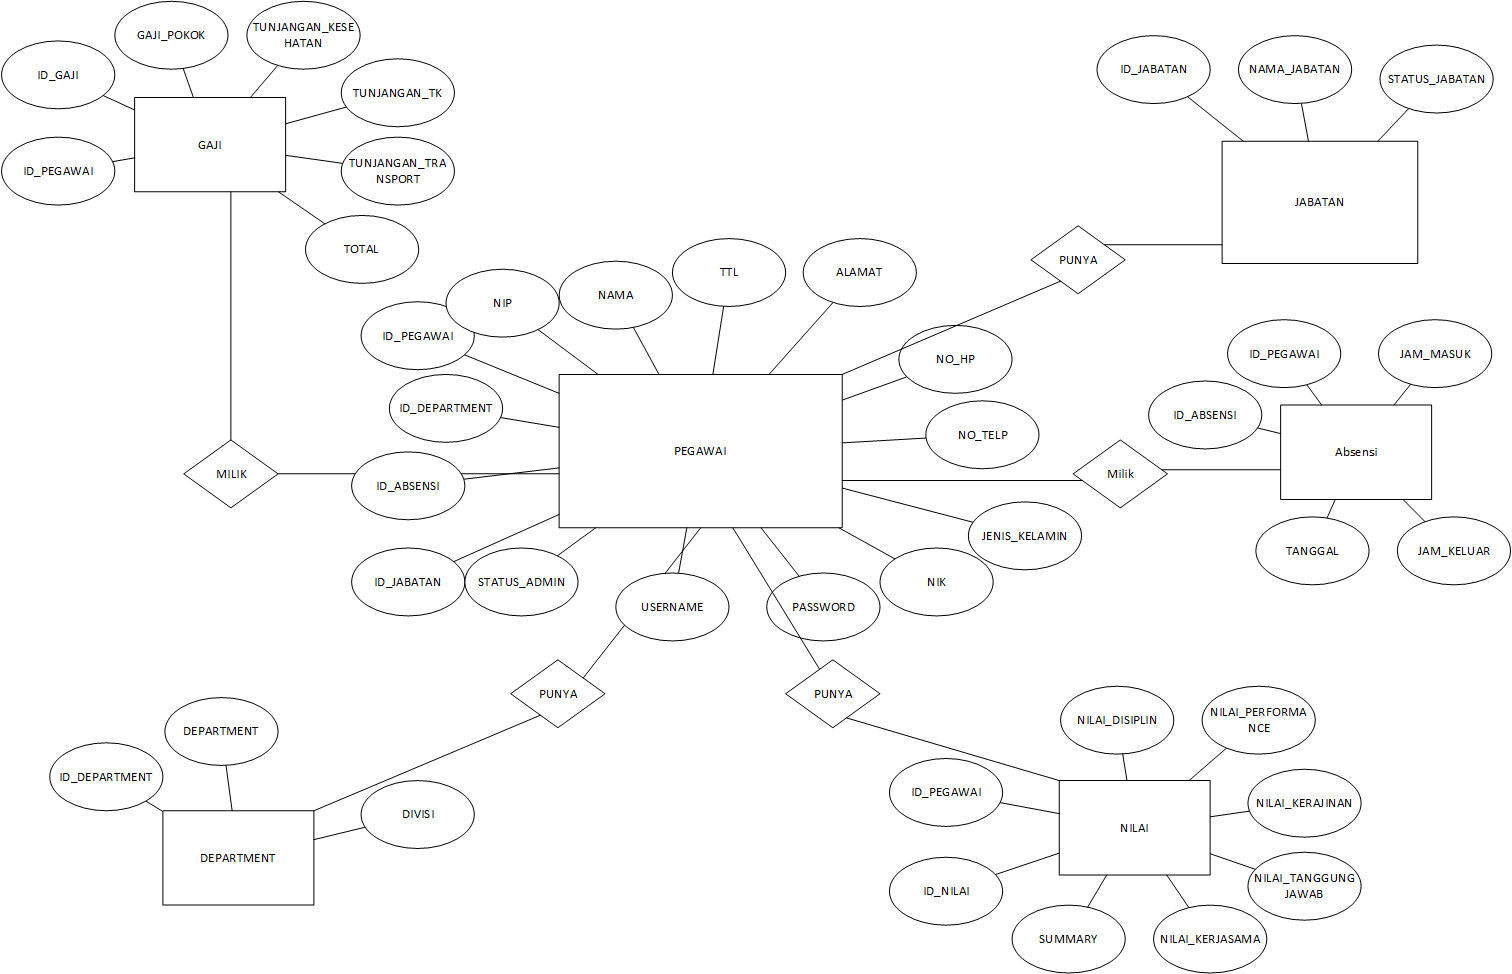 GAJI_POKOK
TUNJANGAN_KESE
HATAN
ID_GAJI
TUNJANGAN_TK
GAJI
ID_PEGAWAI
TUNJANGAN_TRA
NSPORT
TOTAL
ID_JABATAN
NAMA_JABATAN
STATUS_JABATAN
JABATAN
PUNYA
NIP
NAMA
TTL
ALAMAT
ID_PEGAWAI
NO_HP
ID_DEPARTMENT
NO_TELP
PEGAWAI
MILIK
ID_ABSENSI
JENIS_KELAMIN
ID_JABATAN
STATUS_ADMIN
USERNAME
PASSWORD
NIK
ID_PEGAWAI
JAM_MASUK
ID_ABSENSI
Absensi
Milik
TANGGAL
JAM_KELUAR
PUNYA
PUNYA
DEPARTMENT
ID_DEPARTMENT
DIVISI
DEPARTMENT
NILAI_DISIPLIN
NILAI_PERFORMA
NCE
ID_PEGAWAI
NILAI_KERAJINAN
NILAI
NILAI_TANGGUNG
JAWAB
ID_NILAI
SUMMARY
NILAI_KERJASAMA